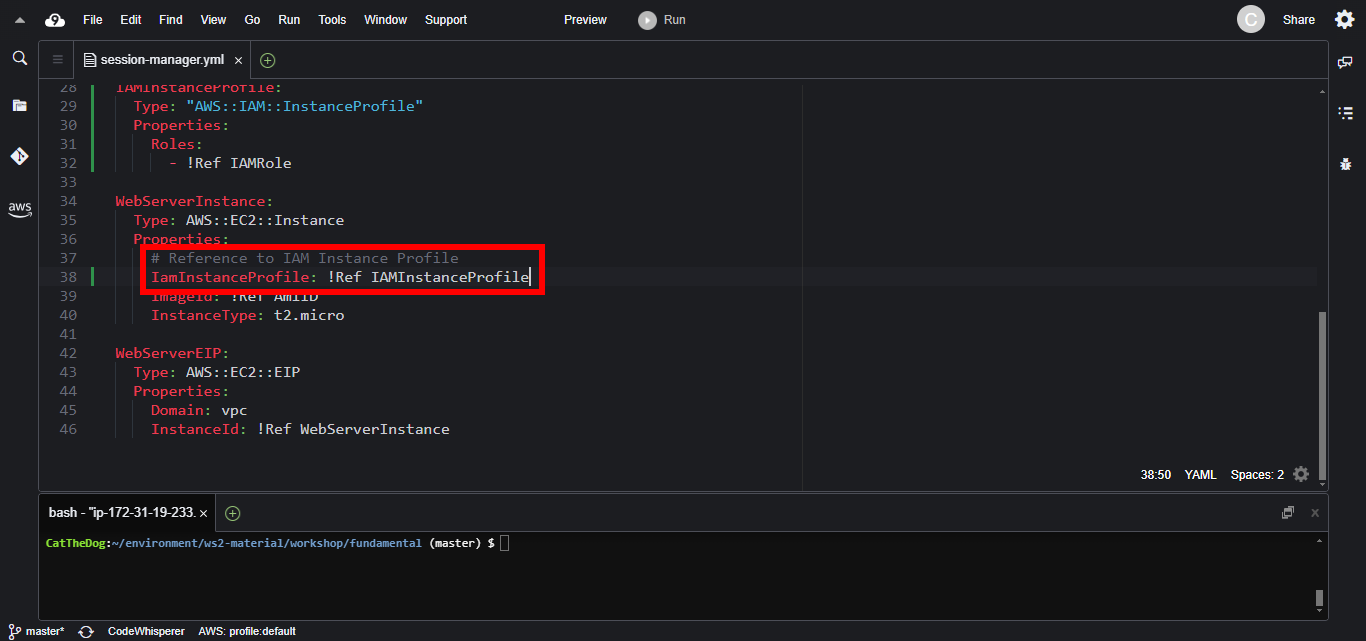 File Edit Find View Go Run Tools Window Support Preview Run C Share
session-manager.yml
28 IAMInstanceProfile:
29 Type: "AWS::IAM::InstanceProfile"
30 Properties:
31 Roles:
32 - !Ref IAMRole
33
34 WebServerInstance:
35 Type: AWS::EC2::Instance
36 Properties:
37 # Reference to IAM Instance Profile
38 IamInstanceProfile: !Ref IAMInstanceProfile
39 ImageId: !Ref AmiID
40 InstanceType: t2.micro
41
42 WebServerEIP:
43 Type: AWS::EC2::EIP
44 Properties:
45 Domain: vpc
46 InstanceId: !Ref WebServerInstance
aws
38:50 YAML Spaces: 2
bash - "ip-172-31-19-233.
CatTheDog:~/environment/ws2-material/workshop/fundamental (master) $
master* CodeWhisperer AWS: profile:default